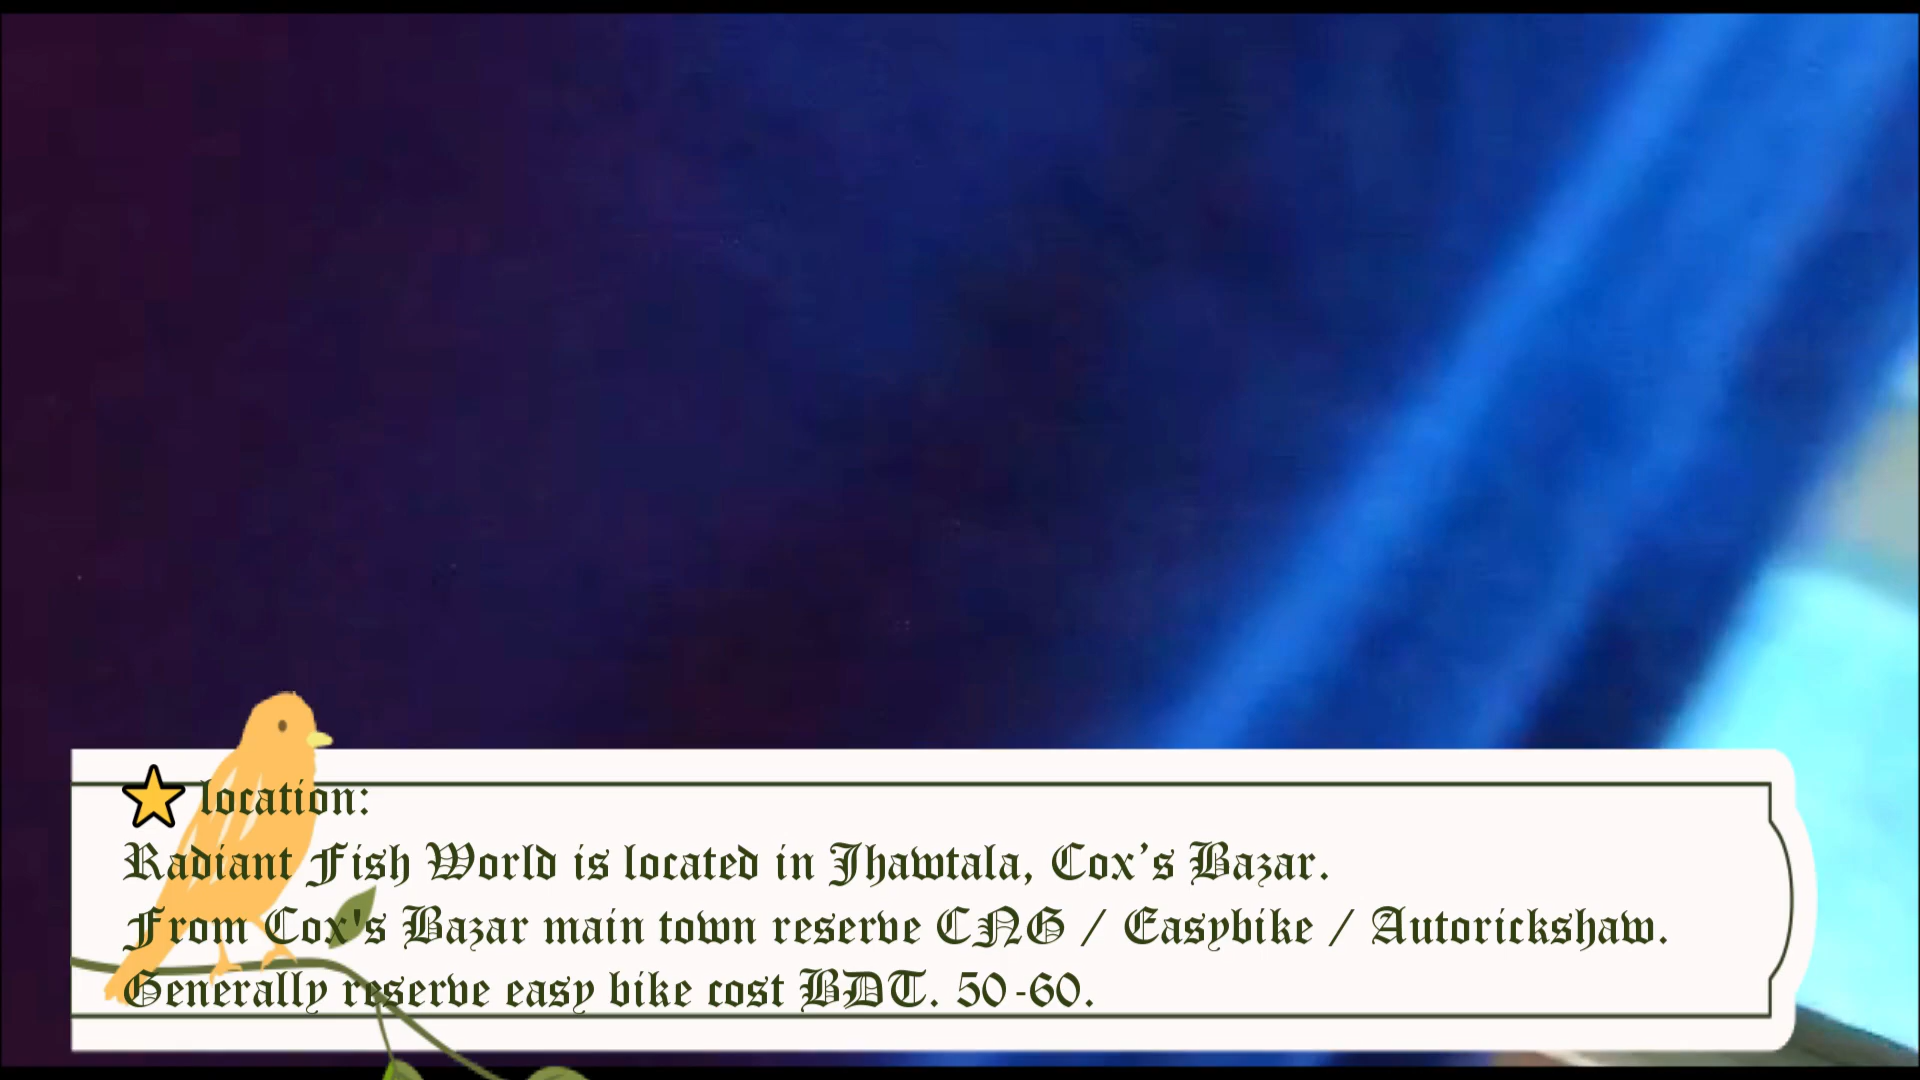 location:
Radiant Fish World is located in Jhawtala, Cox's Bazar.
From Cox's Bazar main town reserve CNG / Easybike / Autorickshaw.
Generally reserve easy bike cost BDT. 50-60.